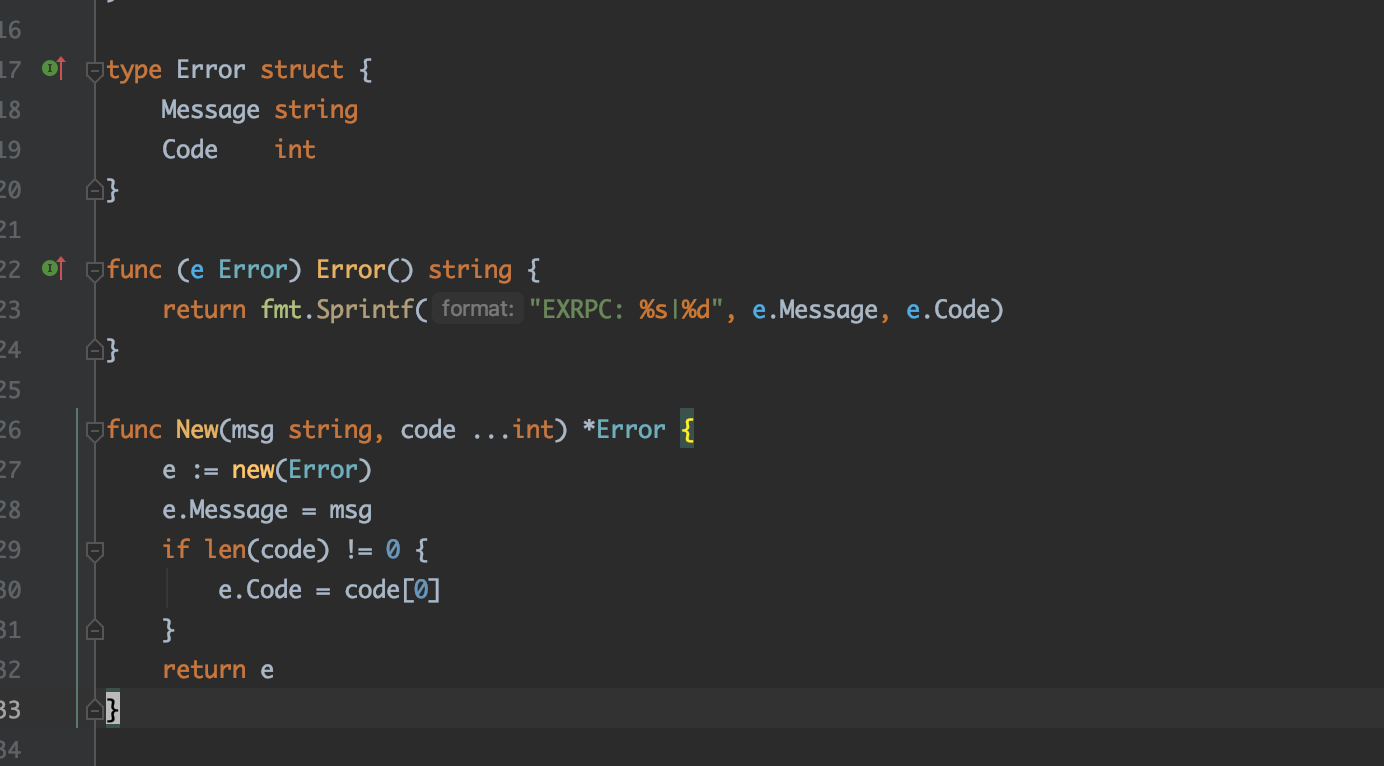 16
17 type Error struct {
18 Message string
19 Code    int
20 }
21
22 func (e Error) Error() string {
23 return fmt.Sprintf( format: "EXRPC: %s|%d", e.Message, e.Code)
24 }
25
26 func New(msg string, code ...int) *Error {
27 e := new(Error)
28 e.Message = msg
29 if len(code) != 0 {
30 e.Code = code[0]
31 }
32 return e
33 }
34